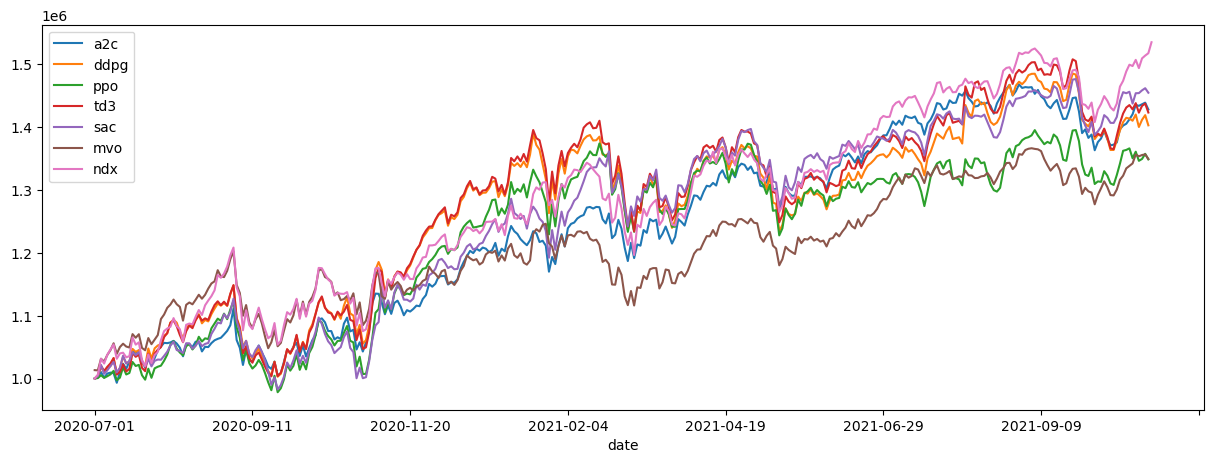 1e6
a2c
ddpg
ppo
td3
sac
mvo
ndx
1.5
1.4
1.3
1.2
1.1
1.0
2020-07-01 2020-09-11 2020-11-20 2021-02-04 2021-04-19 2021-06-29 2021-09-09
date